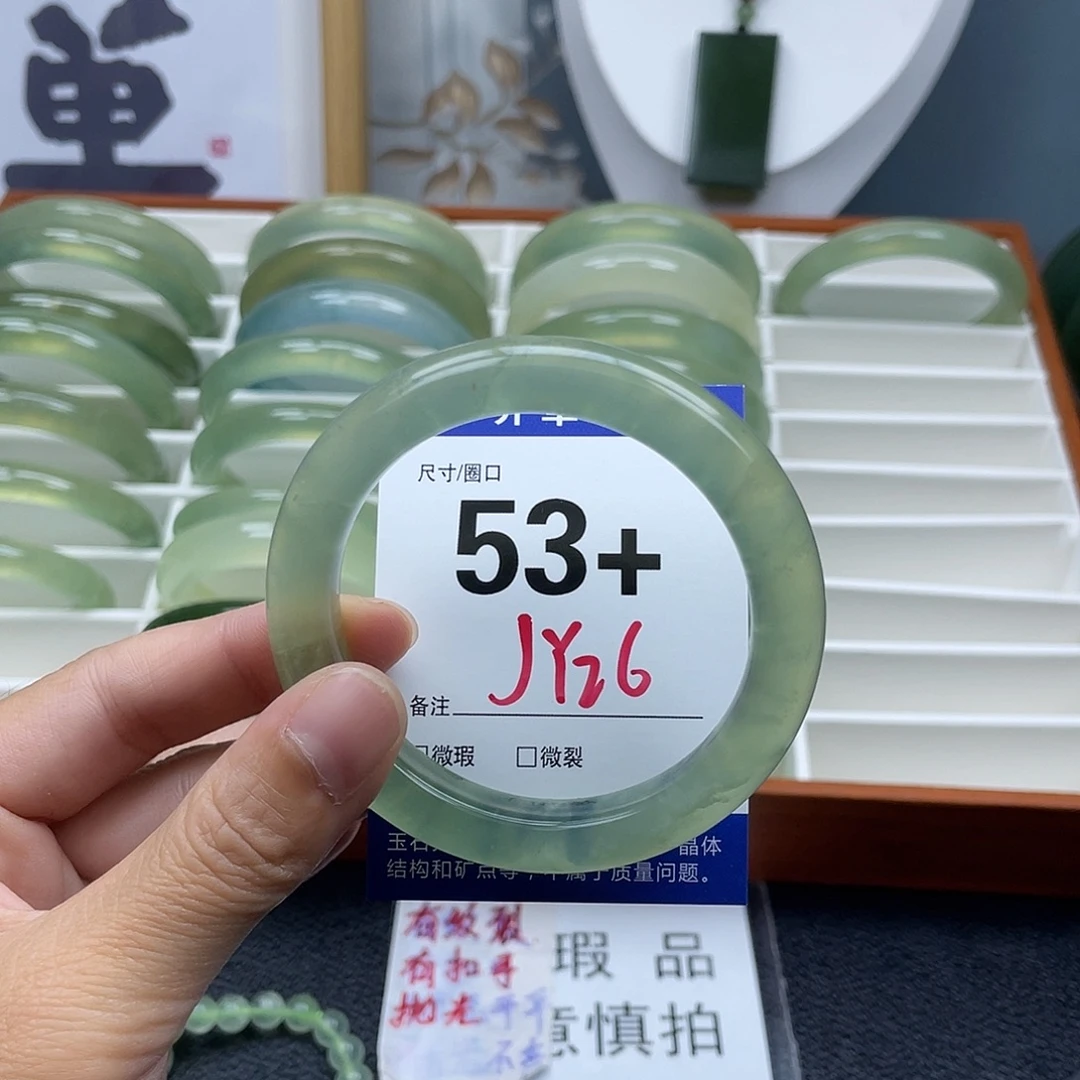 尺寸/圈口
53+
JY26
备注
□微瑕 □微裂
玉石 晶体
结构和矿点等,不属于质量问题。
有纹裂
有扣手
抛光
瑕 品
意慎拍